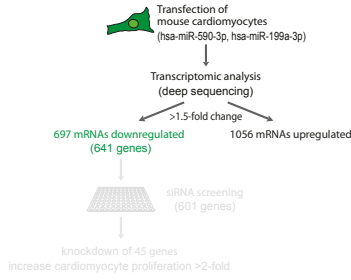 Transfection of
mouse cardiomyocytes
(hsa-miR-590-3p, hsa-miR-199a-3p)
Transcriptomic analysis
(deep sequencing)
>1.5-fold change
697 mRNAs downregulated
(641 genes)
1056 mRNAs upregulated
siRNA screening
(601 genes)
knockdown of 45 genes
increase cardiomyocyte proliferation >2-fold